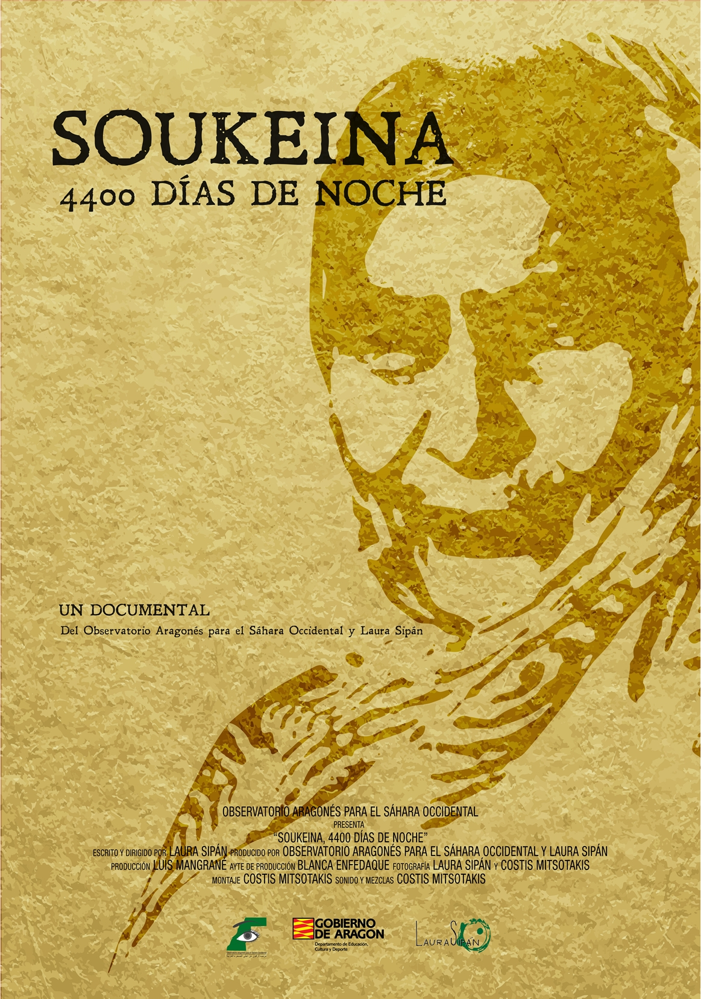 SOUKEINA
4400 DÍAS DE NOCHE
UN DOCUMENTAL
Del Observatorio Aragonés para el Sáhara Occidental y Laura Sipán
OBSERVATORIO ARAGONÉS PARA EL SÁHARA OCCIDENTAL
PRESENTA
“SOUKEINA, 4400 DÍAS DE NOCHE”
ESCRITO Y DIRIGIDO POR LAURA SIPÁN PRODUCIDO POR OBSERVATORIO ARAGONÉS PARA EL SÁHARA OCCIDENTAL Y LAURA SIPÁN
PRODUCCIÓN LUIS MANGRANÉ AYTE DE PRODUCCIÓN BLANCA ENFEDAQUE FOTOGRAFÍA LAURA SIPÁN Y COSTIS MITSOTAKIS
MONTAJE COSTIS MITSOTAKIS SONIDO Y MEZCLAS COSTIS MITSOTAKIS
GOBIERNO
DE ARAGON
Departamento de Educación,
Cultura y Deporte
LAURA SIPÁN